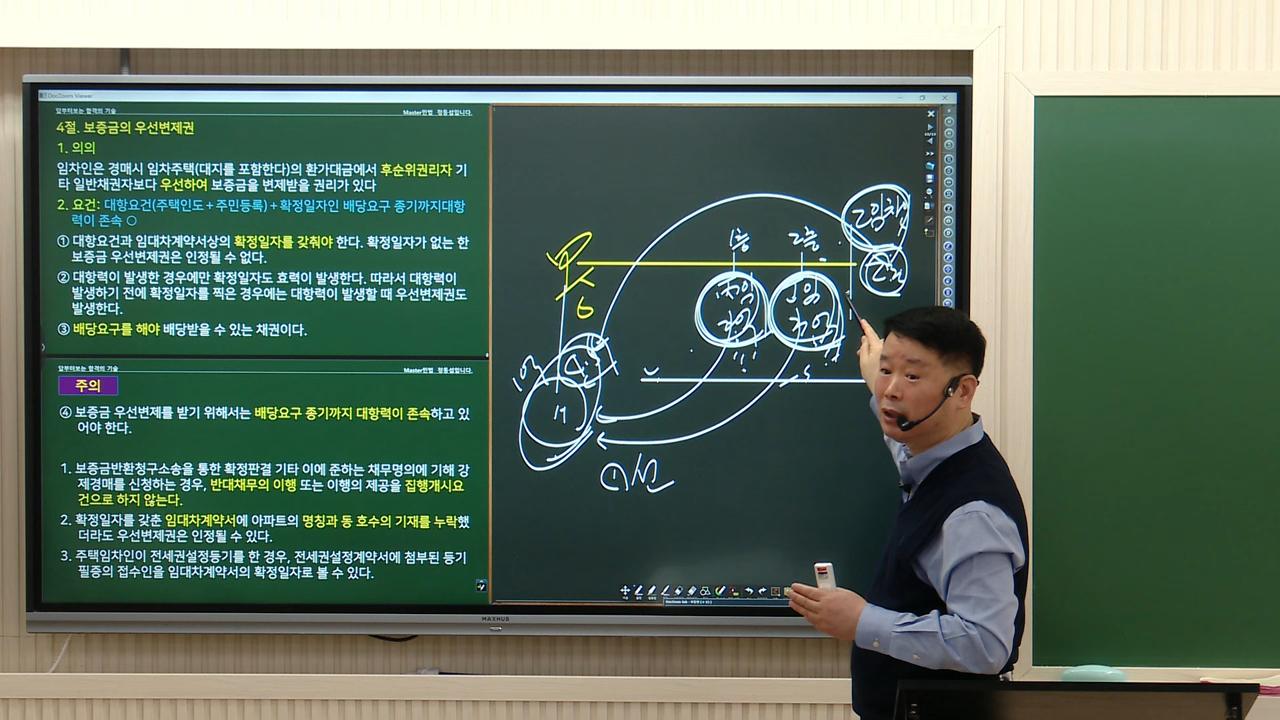 DocZoom Viewer
앞부터보는 합격의 기술
Master민법 정동섭입니다.
4절. 보증금의 우선변제권
1. 의의
임차인은 경매시 임차주택(대지를 포함한다)의 환가대금에서 후순위권리자 기
타 일반채권자보다 우선하여 보증금을 변제받을 권리가 있다
2. 요건: 대항요건(주택인도+주민등록)+확정일자인 배당요구 종기까지대항
력이 존속 ○
① 대항요건과 임대차계약서상의 확정일자를 갖춰야 한다. 확정일자가 없는 한
보증금 우선변제권은 인정될 수 없다.
② 대항력이 발생한 경우에만 확정일자도 효력이 발생한다. 따라서 대항력이
발생하기 전에 확정일자를 찍은 경우에는 대항력이 발생할 때 우선변제권도
발생한다.
③ 배당요구를 해야 배당받을 수 있는 채권이다.
Master민법 정동섭입니다.
주의
④ 보증금 우선변제를 받기 위해서는 배당요구 종기까지 대항력이 존속하고 있
어야 한다.
1. 보증금반환청구소송을 통한 확정판결 기타 이에 준하는 채무명의에 기해 강
제경매를 신청하는 경우, 반대채무의 이행 또는 이행의 제공을 집행개시요
건으로 하지 않는다.
2. 확정일자를 갖춘 임대차계약서에 아파트의 명칭과 동 호수의 기재를 누락했
더라도 우선변제권은 인정될 수 있다.
3. 주택임차인이 전세권설정등기를 한 경우, 전세권설정계약서에 첨부된 등기
필증의 접수인을 임대차계약서의 확정일자로 볼 수 있다.
1층
2층
6
MAXHUB